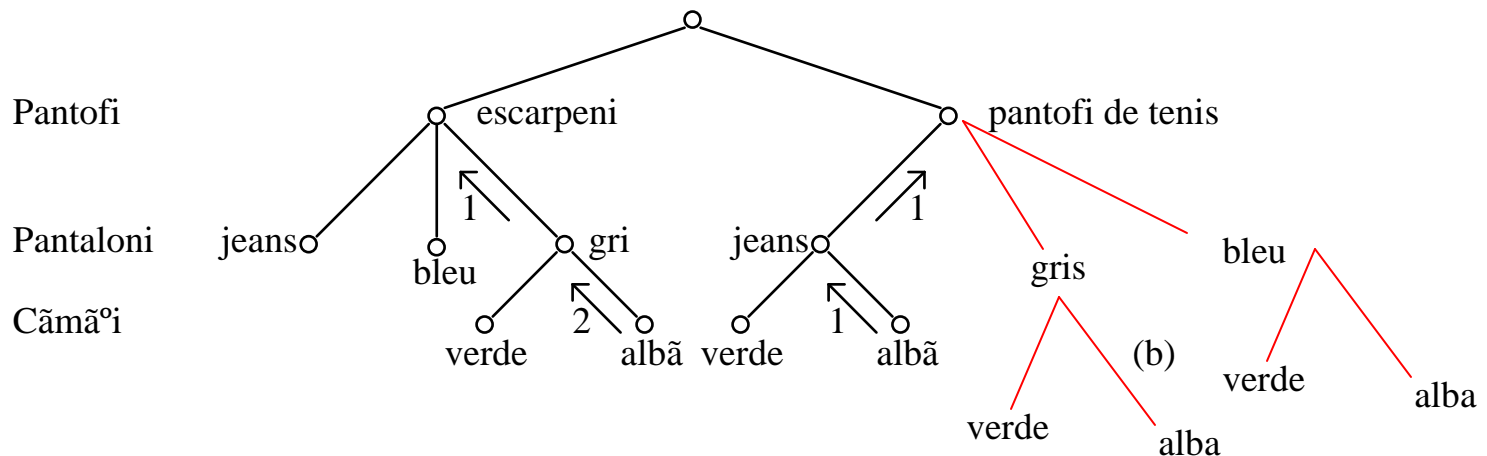 Pantofi escarpeni pantofi de tenis
1 1
Pantaloni jeans gri jeans bleu
bleu gris
Cãmãºi 2 1
verde albã verde albã (b) verde alba
verde alba